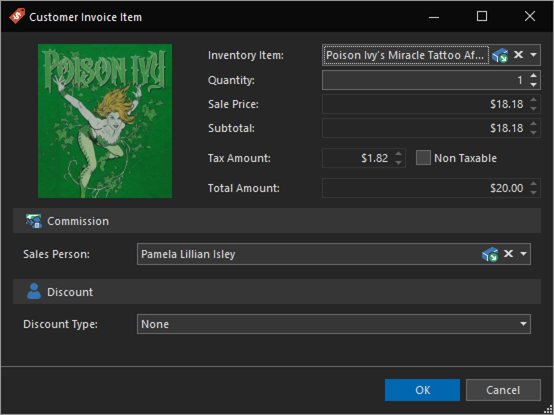 Customer Invoice Item
POISON IVY
Inventory Item:
Poison Ivy's Miracle Tattoo Af...
Quantity:
1
Sale Price:
$18.18
Subtotal:
$18.18
Tax Amount:
$1.82
Non Taxable
Total Amount:
$20.00
Commission
Sales Person:
Pamela Lillian Isley
Discount
Discount Type:
None
OK
Cancel